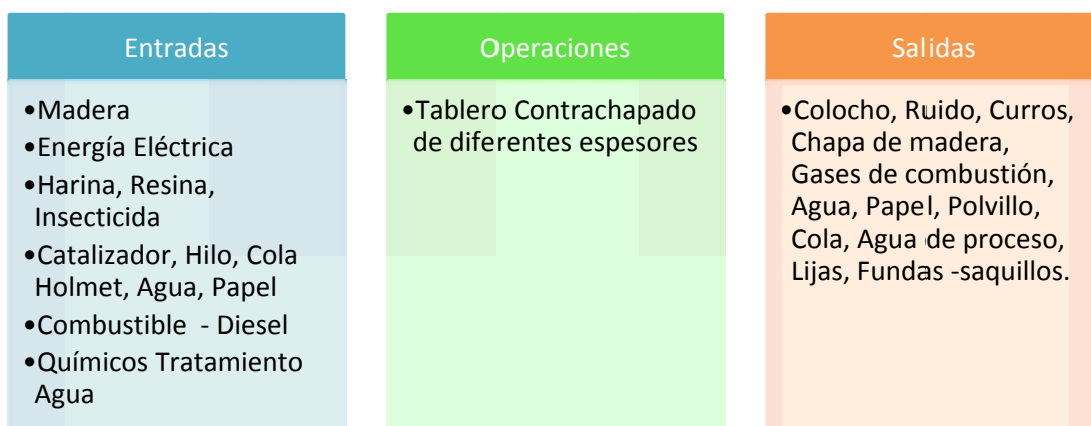 Entradas
•Madera
•Energía Eléctrica
•Harina, Resina,
Insecticida
•Catalizador, Hilo, Cola
Holmet, Agua, Papel
•Combustible - Diesel
•Químicos Tratamiento
Agua
Operaciones
•Tablero Contrachapado
de diferentes espesores
Salidas
•Colocho, Ruido, Curros,
Chapa de madera,
Gases de combustión,
Agua, Papel, Polvillo,
Cola, Agua de proceso,
Lijas, Fundas -saquillos.